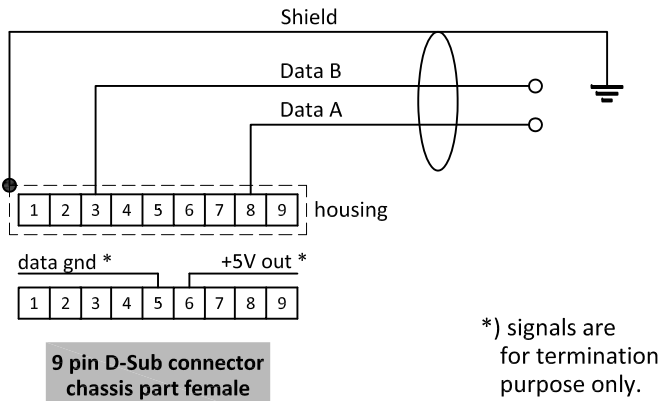 Shield
Data B
Data A
1 2 3 4 5 6 7 8 9 housing
data gnd * +5V out *
1 2 3 4 5 6 7 8 9
*) signals are
for termination
purpose only.
9 pin D-Sub connector
chassis part female